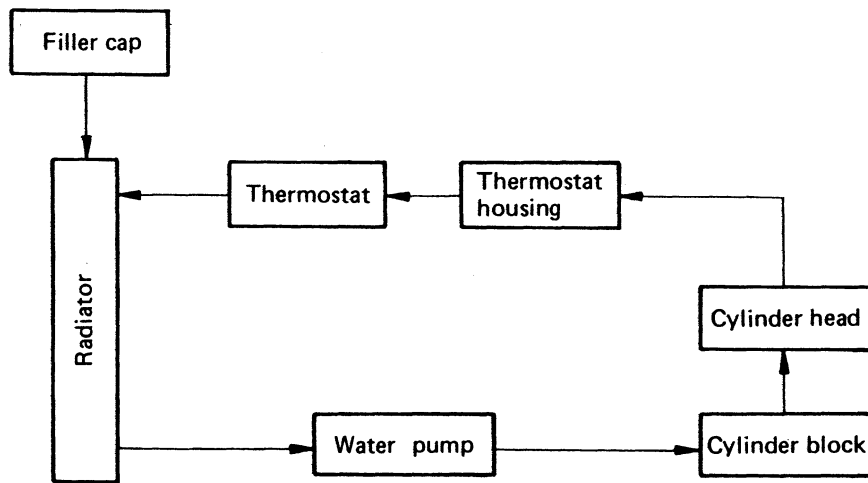 Filler cap
Thermostat
Thermostat
housing
Radiator
Cylinder head
Water pump
Cylinder block